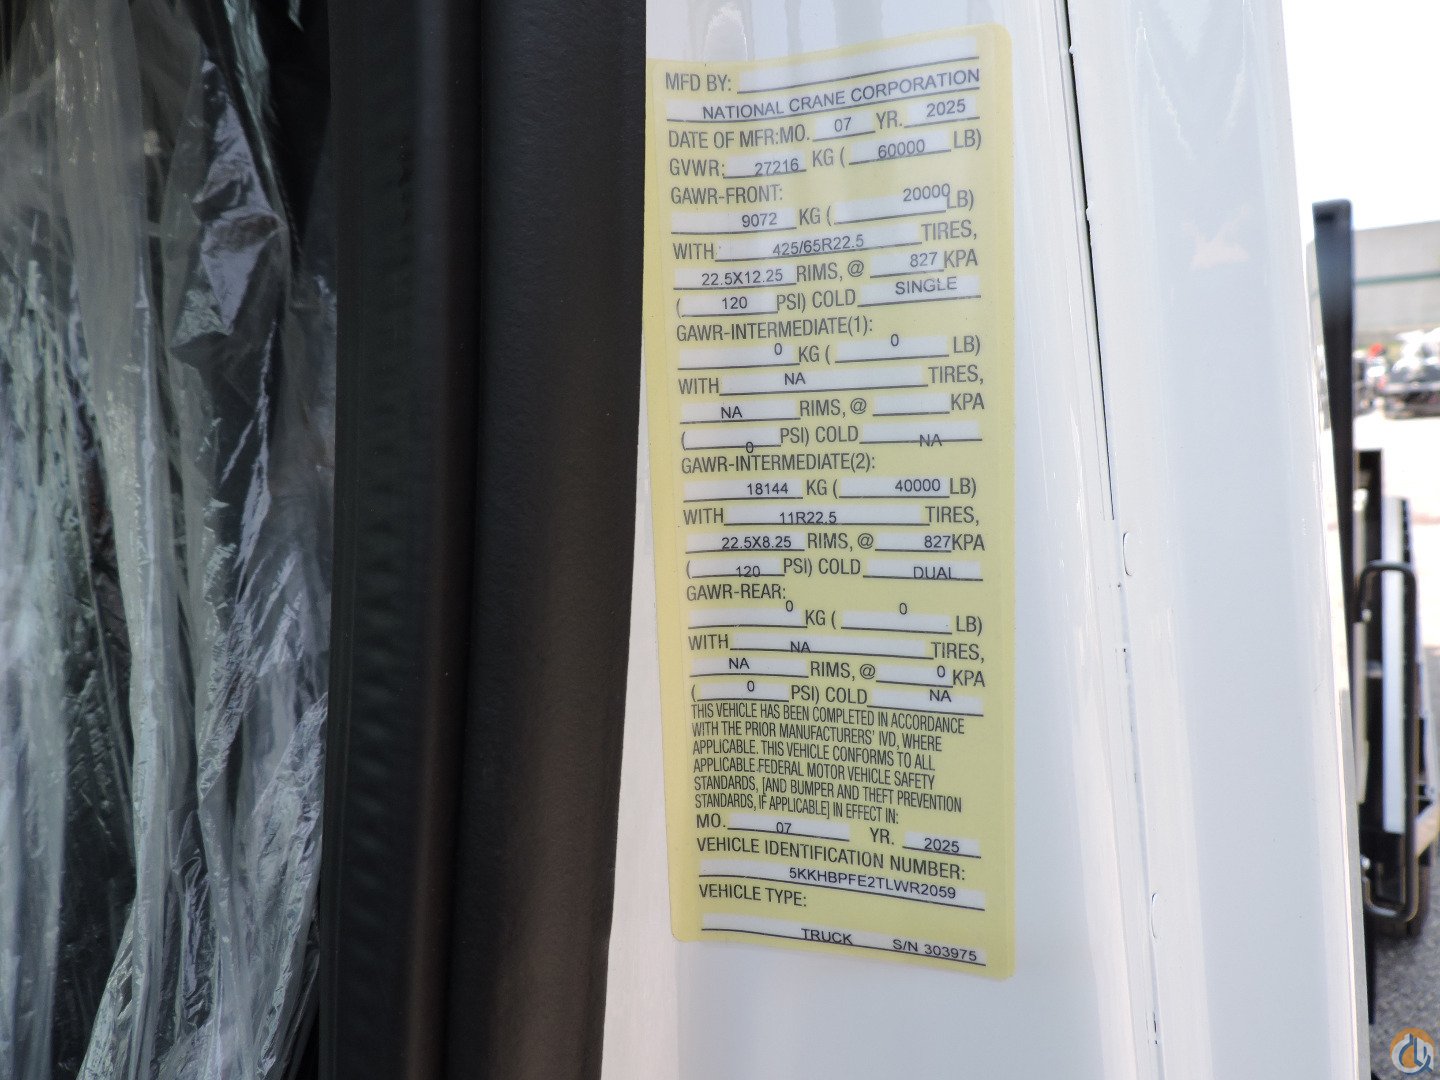 MFD BY:
NATIONAL CRANE CORPORATION
DATE OF MFR:MO. 07 YR. 2025
GVWR: 27216 KG ( 60000 LB)
GAWR-FRONT:
9072 KG ( 20000 LB)
WITH 425/65R22.5 TIRES,
22.5X12.25 RIMS, @ 827 KPA
( 120 PSI) COLD SINGLE
GAWR-INTERMEDIATE(1):
0 KG ( 0 LB)
WITH NA TIRES,
NA RIMS, @ KPA
( 0 PSI) COLD NA
GAWR-INTERMEDIATE(2):
18144 KG ( 40000 LB)
WITH 11R22.5 TIRES,
22.5X8.25 RIMS, @ 827 KPA
( 120 PSI) COLD DUAL
GAWR-REAR:
0 KG ( 0 LB)
WITH NA TIRES,
NA RIMS, @ 0 KPA
( 0 PSI) COLD NA
THIS VEHICLE HAS BEEN COMPLETED IN ACCORDANCE
WITH THE PRIOR MANUFACTURERS' IVD, WHERE
APPLICABLE. THIS VEHICLE CONFORMS TO ALL
APPLICABLE FEDERAL MOTOR VEHICLE SAFETY
STANDARDS, [AND BUMPER AND THEFT PREVENTION
STANDARDS, IF APPLICABLE] IN EFFECT IN:
MO. 07 YR. 2025
VEHICLE IDENTIFICATION NUMBER:
5KKHBPFE2TLWR2059
VEHICLE TYPE:
TRUCK S/N 303975